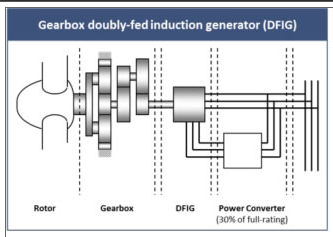 Gearbox doubly-fed induction generator (DFIG)
Rotor Gearbox DFIG Power Converter
(30% of full-rating)